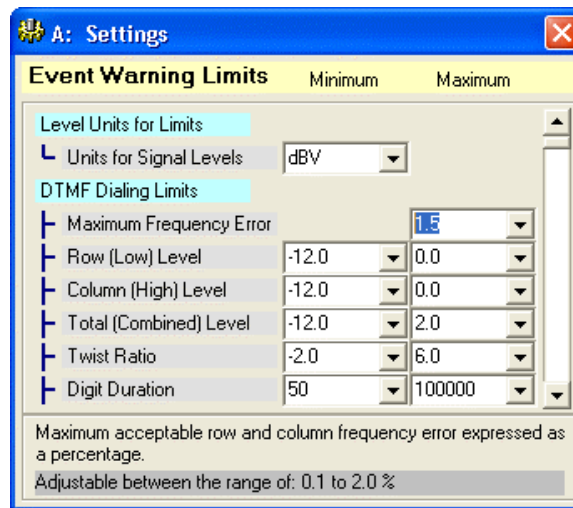 A: Settings
Event Warning Limits Minimum Maximum
Level Units for Limits
Units for Signal Levels dBV
DTMF Dialing Limits
Maximum Frequency Error 1.5
Row (Low) Level -12.0 0.0
Column (High) Level -12.0 0.0
Total (Combined) Level -12.0 2.0
Twist Ratio -2.0 6.0
Digit Duration 50 100000
Maximum acceptable row and column frequency error expressed as
a percentage.
Adjustable between the range of: 0.1 to 2.0 %